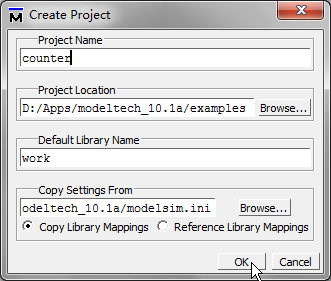 Create Project
Project Name
counter
Project Location
D:/Apps/modeltech_10.1a/examples Browse...
Default Library Name
work
Copy Settings From
odeltech_10.1a/modelsim.ini Browse...
Copy Library Mappings Reference Library Mappings
OK Cancel